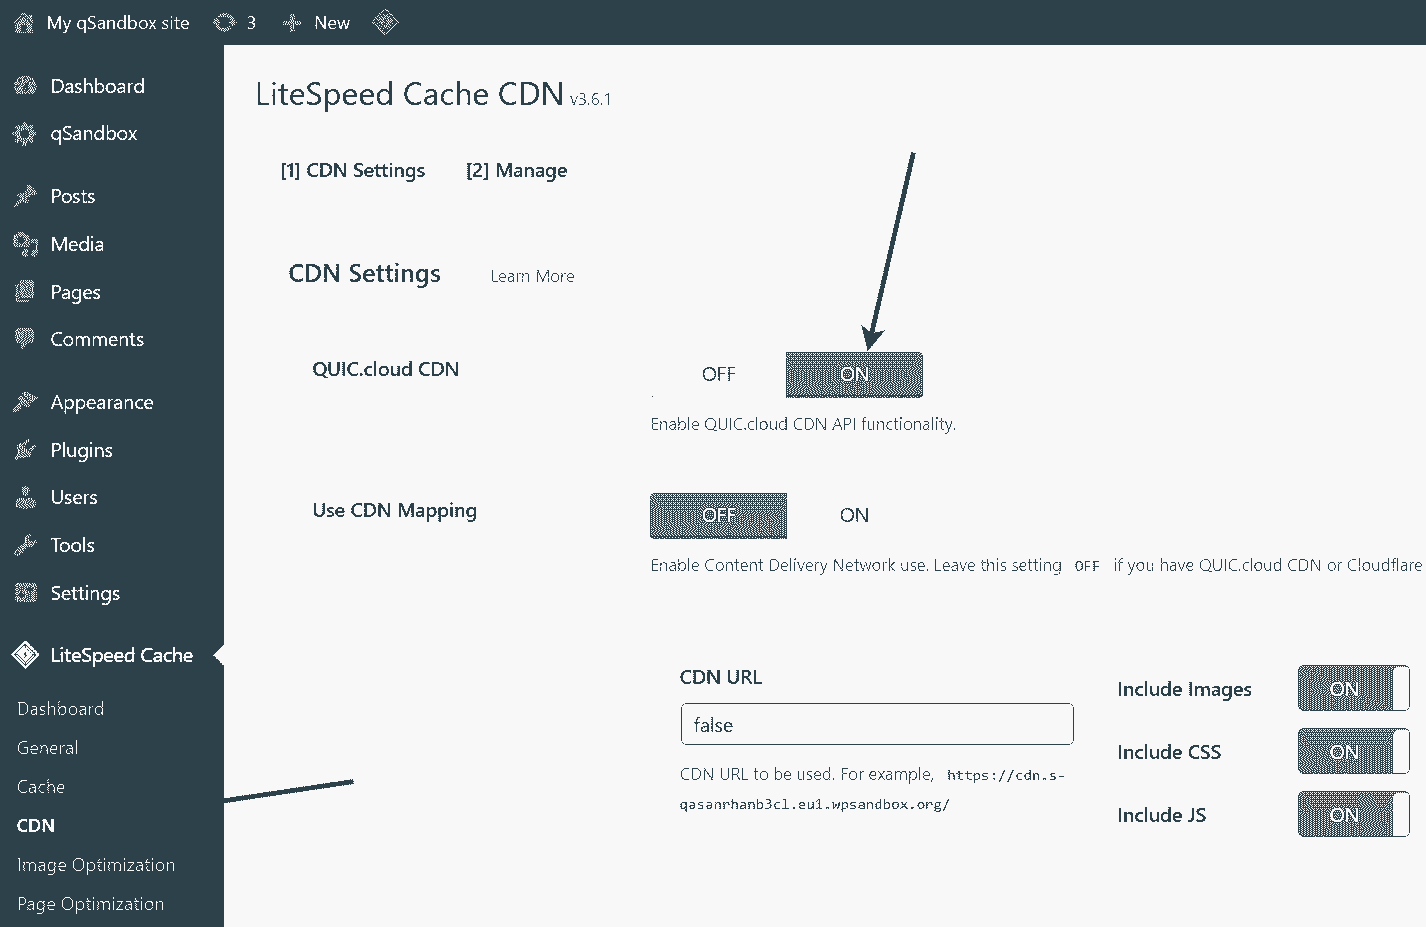 My qSandbox site 3 New
Dashboard
qSandbox
Posts
Media
Pages
Comments
Appearance
Plugins
Users
Tools
Settings
LiteSpeed Cache
Dashboard
General
Cache
CDN
Image Optimization
Page Optimization
LiteSpeed Cache CDN v3.6.1
[1] CDN Settings [2] Manage
CDN Settings Learn More
QUIC.cloud CDN OFF ON
Enable QUIC.cloud CDN API functionality.
Use CDN Mapping OFF ON
Enable Content Delivery Network use. Leave this setting OFF if you have QUIC.cloud CDN or Cloudflare
CDN URL
false
CDN URL to be used. For example, https://cdn.s-
qasanrhanb3cl.eu1.wpsandbox.org/
Include Images ON
Include CSS ON
Include JS ON